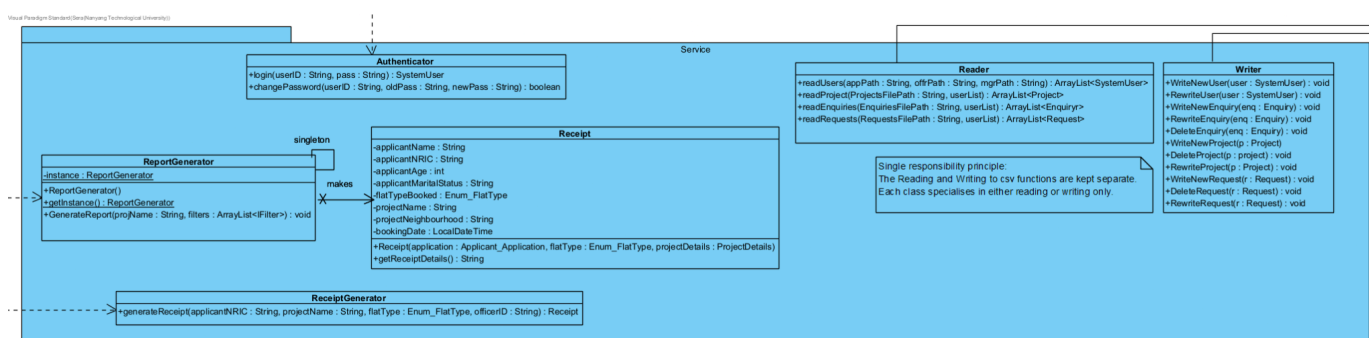 Visual Paradigm Standard(Sera(Nanyang Technological University))
Service
Authenticator
+login(userID : String, pass : String) : SystemUser
+changePassword(userID : String, oldPass : String, newPass : String) : boolean
Reader
+readUsers(appPath : String, offrPath : String, mgrPath : String) : ArrayList<SystemUser>
+readProject(ProjectsFilePath : String, userList) : ArrayList<Project>
+readEnquiries(EnquiriesFilePath : String, userList) : ArrayList<Enquiryr>
+readRequests(RequestsFilePath : String, userList) : ArrayList<Request>
Writer
+WriteNewUser(user : SystemUser) : void
+RewriteUser(user : SystemUser) : void
+WriteNewEnquiry(enq : Enquiry) : void
+RewriteEnquiry(enq : Enquiry) : void
+DeleteEnquiry(enq : Enquiry) : void
+WriteNewProject(p : Project)
+DeleteProject(p : project) : void
+RewriteProject(p : Project) : void
+WriteNewRequest(r : Request) : void
+DeleteRequest(r : Request) : void
+RewriteRequest(r : Request) : void
Single responsibility principle:
The Reading and Writing to csv functions are kept separate.
Each class specialises in either reading or writing only.
singleton
ReportGenerator
-instance : ReportGenerator
+ReportGenerator()
+getInstance() : ReportGenerator
+GenerateReport(projName : String, filters : ArrayList<IFilter>) : void
makes
Receipt
-applicantName : String
-applicantNRIC : String
-applicantAge : int
-applicantMaritalStatus : String
-flatTypeBooked : Enum_FlatType
-projectName : String
-projectNeighbourhood : String
-bookingDate : LocalDateTime
+Receipt(application : Applicant_Application, flatType : Enum_FlatType, projectDetails : ProjectDetails)
+getReceiptDetails() : String
ReceiptGenerator
+generateReceipt(applicantNRIC : String, projectName : String, flatType : Enum_FlatType, officerID : String) : Receipt